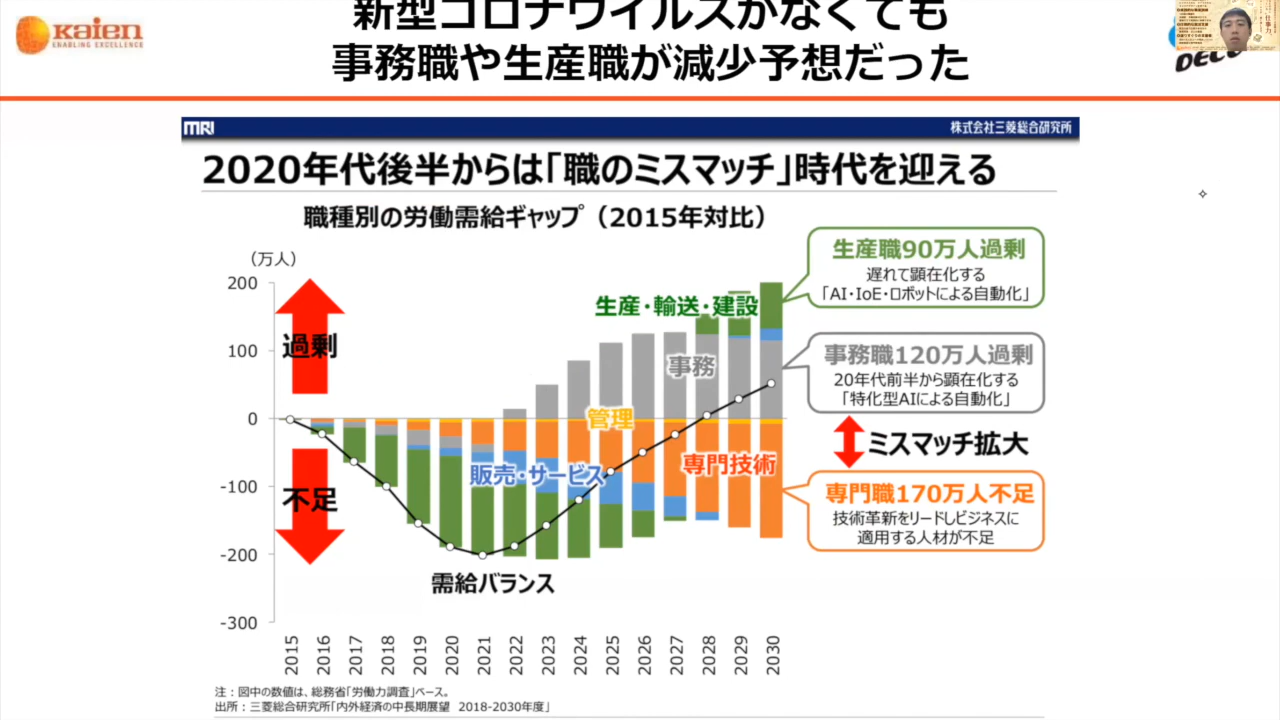 Kaien
ENABLING EXCELLENCE
新型コロナウイルスがなくても
事務職や生産職が減少予想だった
MRI
株式会社三菱総合研究所
2020年代後半からは「職のミスマッチ」時代を迎える
職種別の労働需給ギャップ（2015年対比）
（万人）
200
100
0
-100
-200
-300
過剰
不足
生産・輸送・建設
事務
管理
販売・サービス
専門技術
需給バランス
2015
2016
2017
2018
2019
2020
2021
2022
2023
2024
2025
2026
2027
2028
2029
2030
生産職90万人過剰
遅れて顕在化する
「AI・IoE・ロボットによる自動化」
事務職120万人過剰
20年代前半から顕在化する
「特化型AIによる自動化」
ミスマッチ拡大
専門職170万人不足
技術革新をリードしビジネスに
適用する人材が不足
注：図中の数値は、総務省「労働力調査」ベース。
出所：三菱総合研究所「内外経済の中長期展望 2018-2030年度」